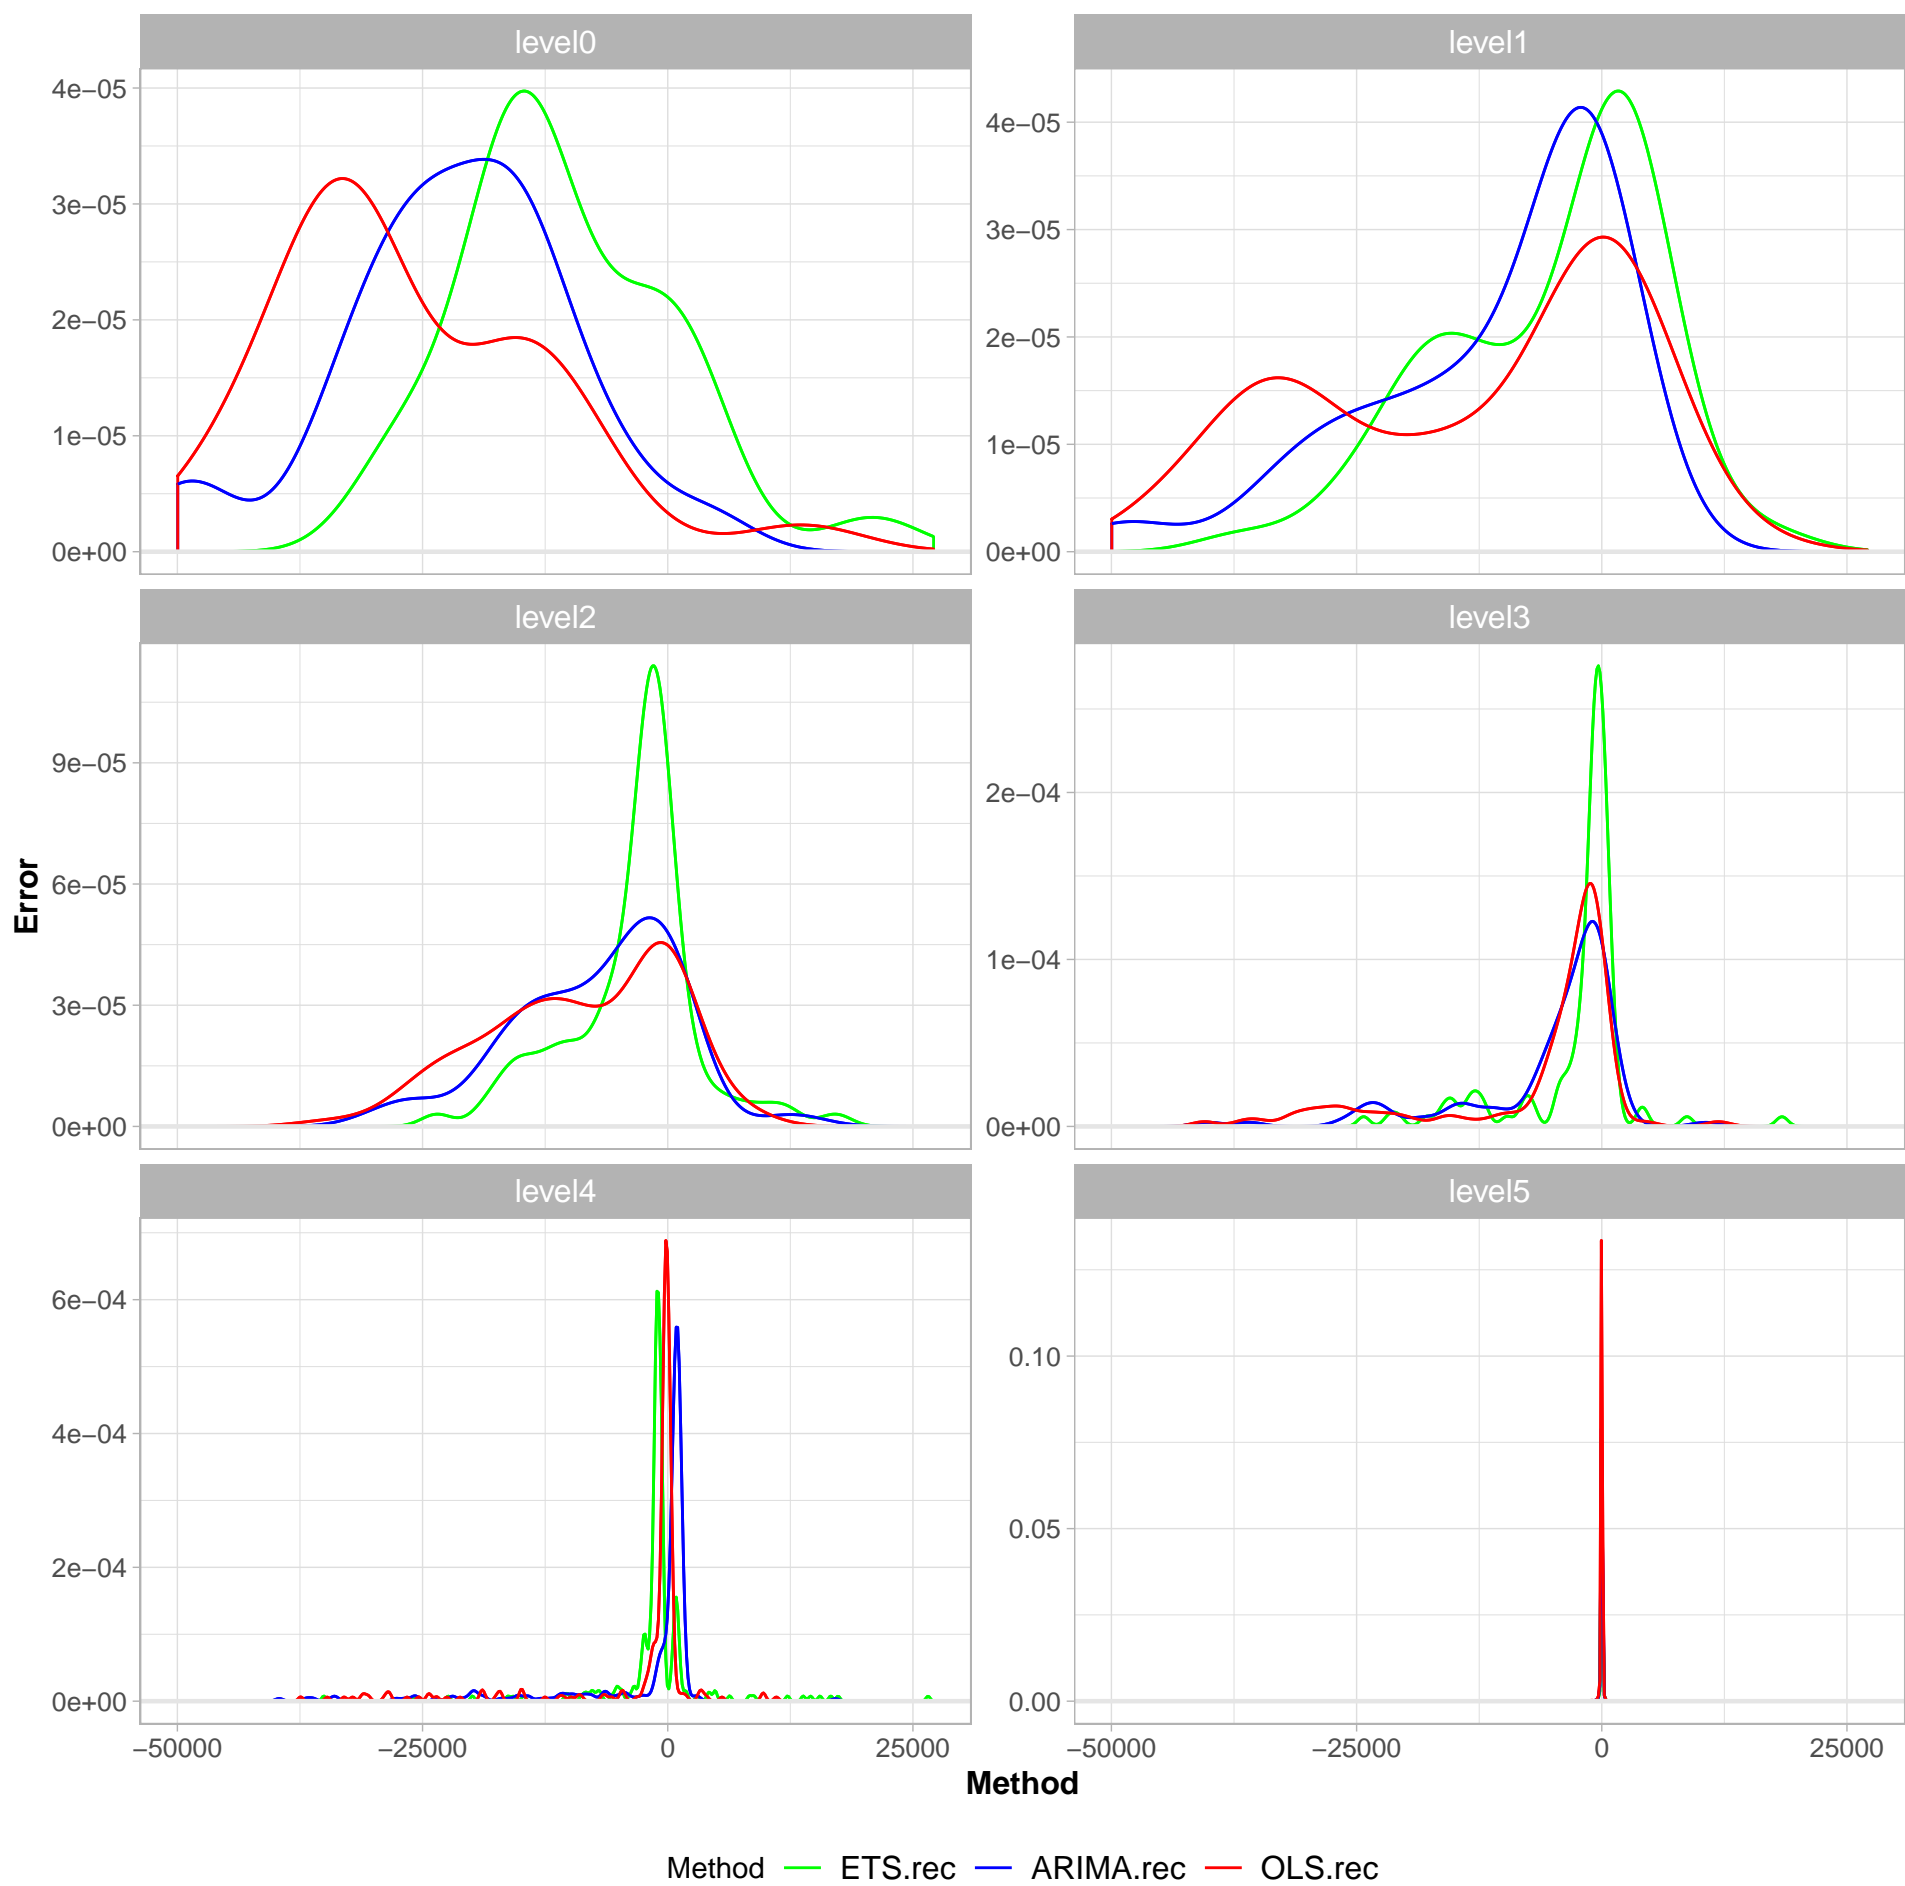 level0
level1
4e−05
3e−05
2e−05
1e−05
0e+00
4e−05
3e−05
2e−05
1e−05
0e+00
level2
level3
9e−05
6e−05
3e−05
0e+00
2e−04
1e−04
0e+00
level4
level5
6e−04
4e−04
2e−04
0e+00
0.10
0.05
0.00
−50000 −25000 0 25000
−50000 −25000 0 25000
Error
Method
Method ETS.rec ARIMA.rec OLS.rec